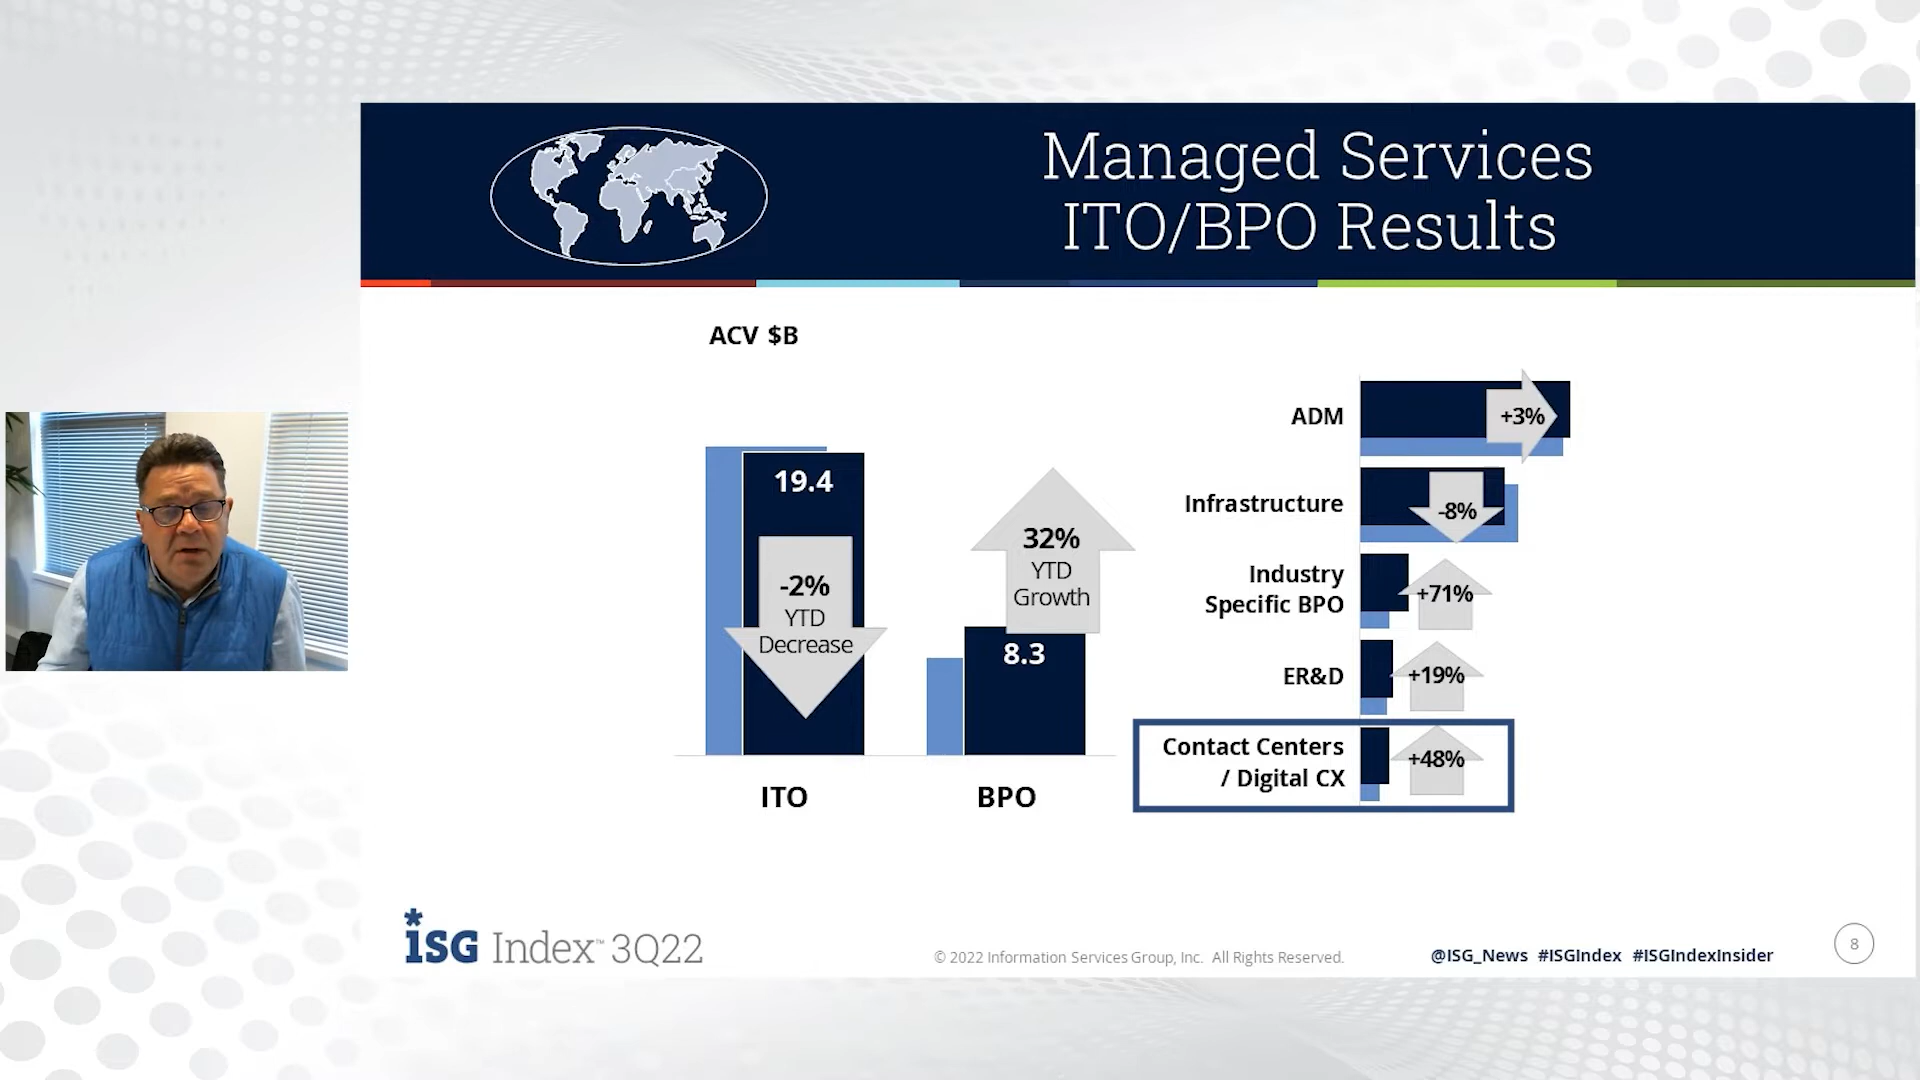 Managed Services
ITO/BPO Results
ACV $B
19.4
-2%
YTD
Decrease
32%
YTD
Growth
8.3
ITO
BPO
ADM
+3%
Infrastructure
-8%
Industry
Specific BPO
+71%
ER&D
+19%
Contact Centers
/ Digital CX
+48%
ISG Index™ 3Q22
© 2022 Information Services Group, Inc. All Rights Reserved.
@ISG_News #ISGIndex #ISGIndexInsider
8